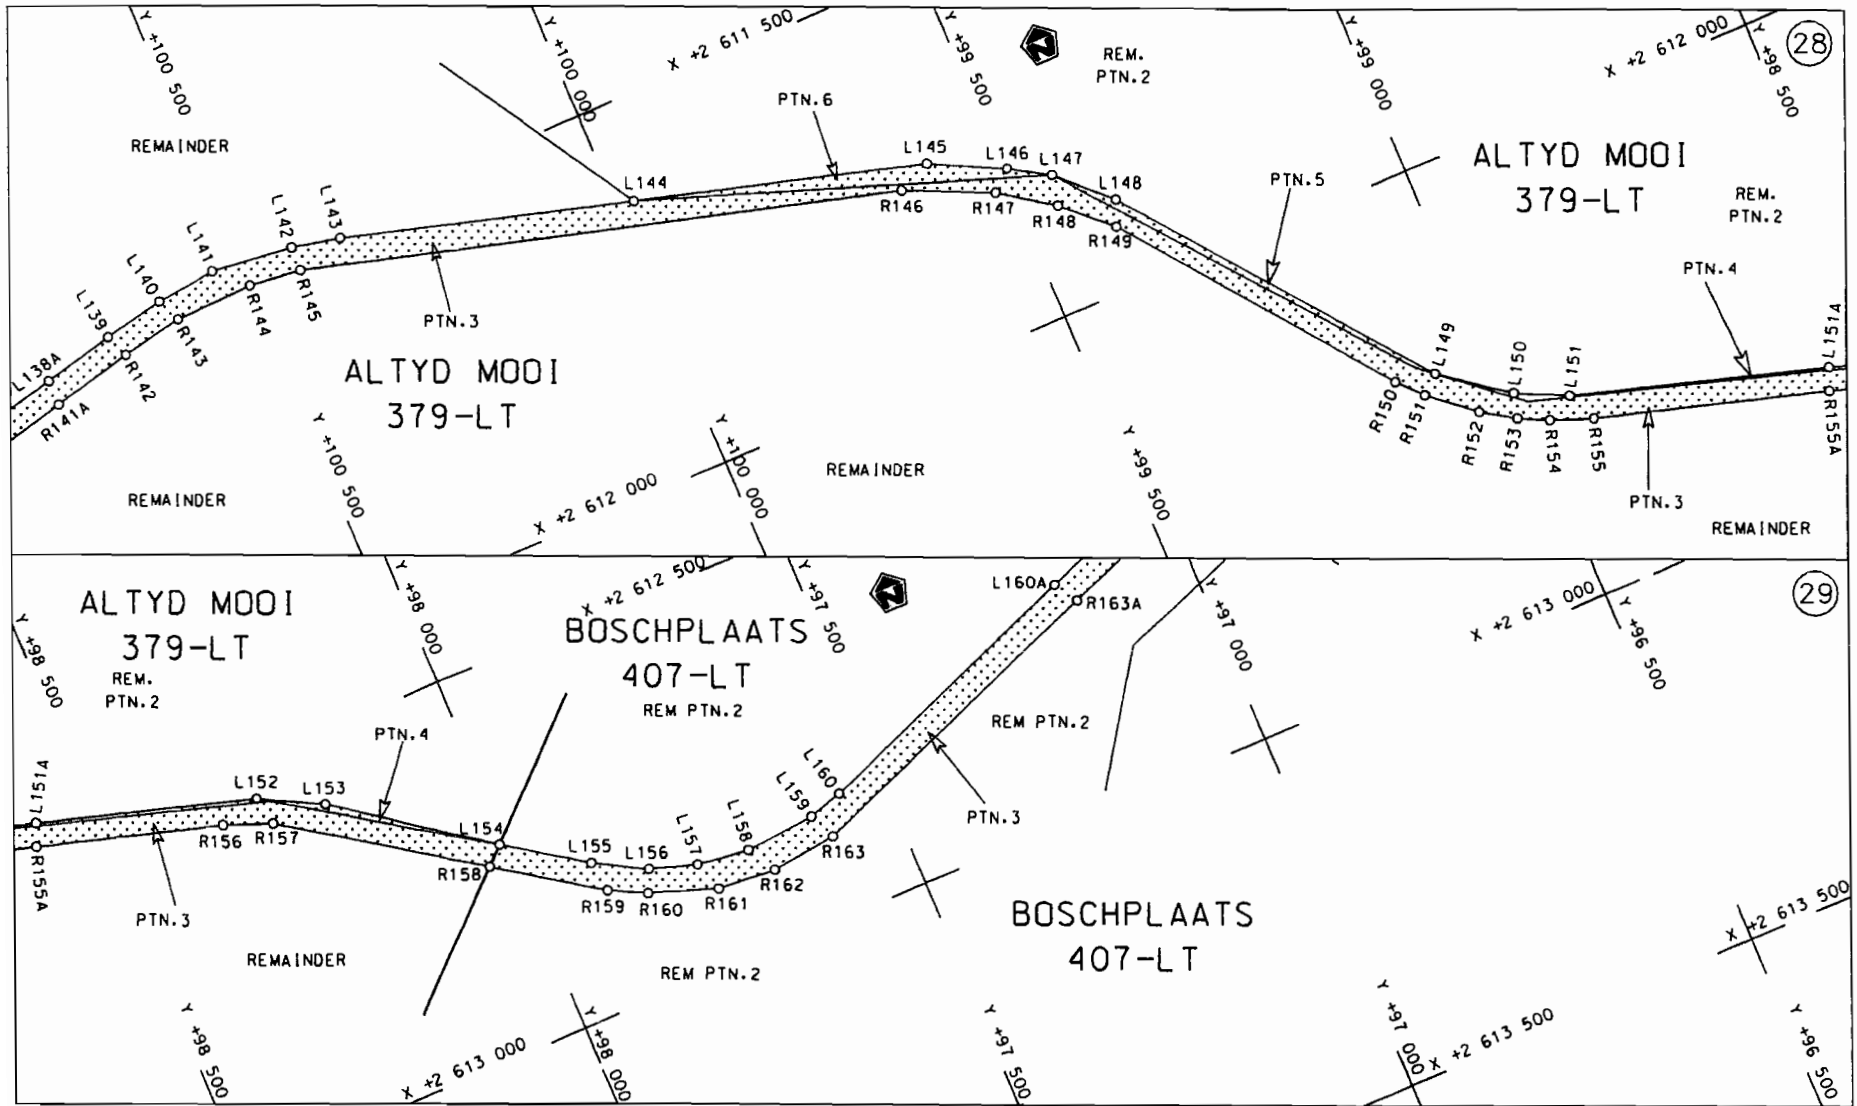 Y +100 500
Y +100 000
X +2 611 500
Y +99 500
REM.
PTN.2
Y +99 000
X +2 612 000
Y +98 500
28
REMAINDER
PTN.6
L145
L146
L147
L148
ALTYD MOOI
379-LT
REM.
PTN.2
L144
R146
R147
R148
R149
PTN.5
PTN.4
L138A
L139
L140
L141
L142
L143
R141A
R142
R143
R144
R145
PTN.3
ALTYD MOOI
379-LT
L149
L150
L151
L151A
R150
R151
R152
R153
R154
R155
R155A
PTN.3
REMAINDER
Y +100 500
X +2 612 000
Y +100 000
REMAINDER
Y +99 500
REMAINDER
ALTYD MOOI
379-LT
REM.
PTN.2
Y +98 500
Y +98 000
X +2 612 500
Y +97 500
BOSCHPLAATS
407-LT
REM PTN.2
L160A
R163A
Y +97 000
X +2 613 000
Y +96 500
29
REM PTN.2
L151A
R155A
L152
L153
PTN.4
L154
R156
R157
R158
PTN.3
L155
L156
L157
L158
L159
L160
R159
R160
R161
R162
R163
PTN.3
REMAINDER
REM PTN.2
BOSCHPLAATS
407-LT
X +2 613 500
Y +98 500
X +2 613 000
Y +98 000
Y +97 500
Y +97 000
X +2 613 500
Y +96 500